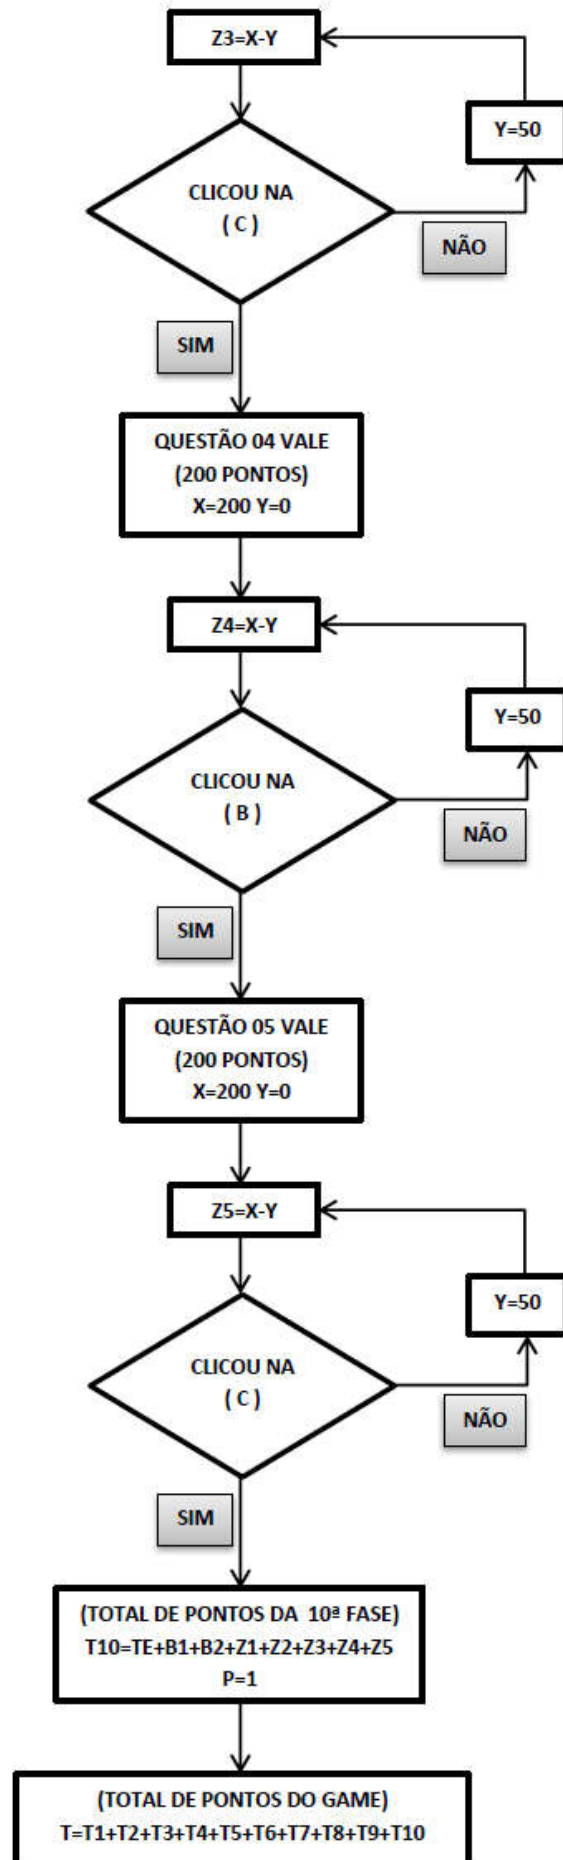 Z3=X-Y
Y=50
CLICOU NA
( C )
NÃO
SIM
QUESTÃO 04 VALE
(200 PONTOS)
X=200 Y=0
Z4=X-Y
Y=50
CLICOU NA
( B )
NÃO
SIM
QUESTÃO 05 VALE
(200 PONTOS)
X=200 Y=0
Z5=X-Y
Y=50
CLICOU NA
( C )
NÃO
SIM
(TOTAL DE PONTOS DA 10ª FASE)
T10=TE+B1+B2+Z1+Z2+Z3+Z4+Z5
P=1
(TOTAL DE PONTOS DO GAME)
T=T1+T2+T3+T4+T5+T6+T7+T8+T9+T10